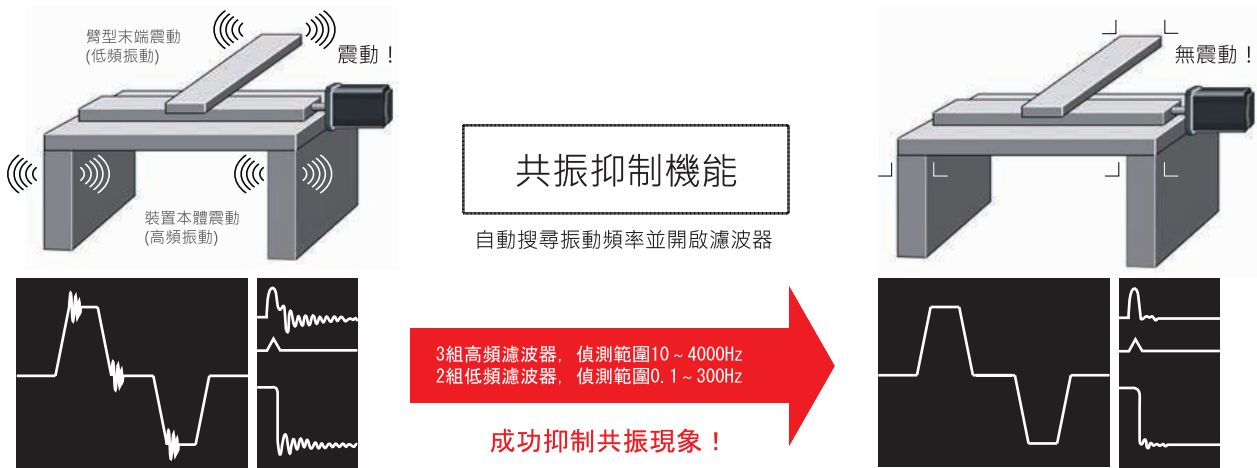 臂型末端震動
(低頻振動)
震動！
裝置本體震動
(高頻振動)
共振抑制機能
自動搜尋振動頻率並開啟濾波器
3組高頻濾波器, 偵測範圍10~4000Hz
2組低頻濾波器, 偵測範圍0.1~300Hz
成功抑制共振現象！
無震動！